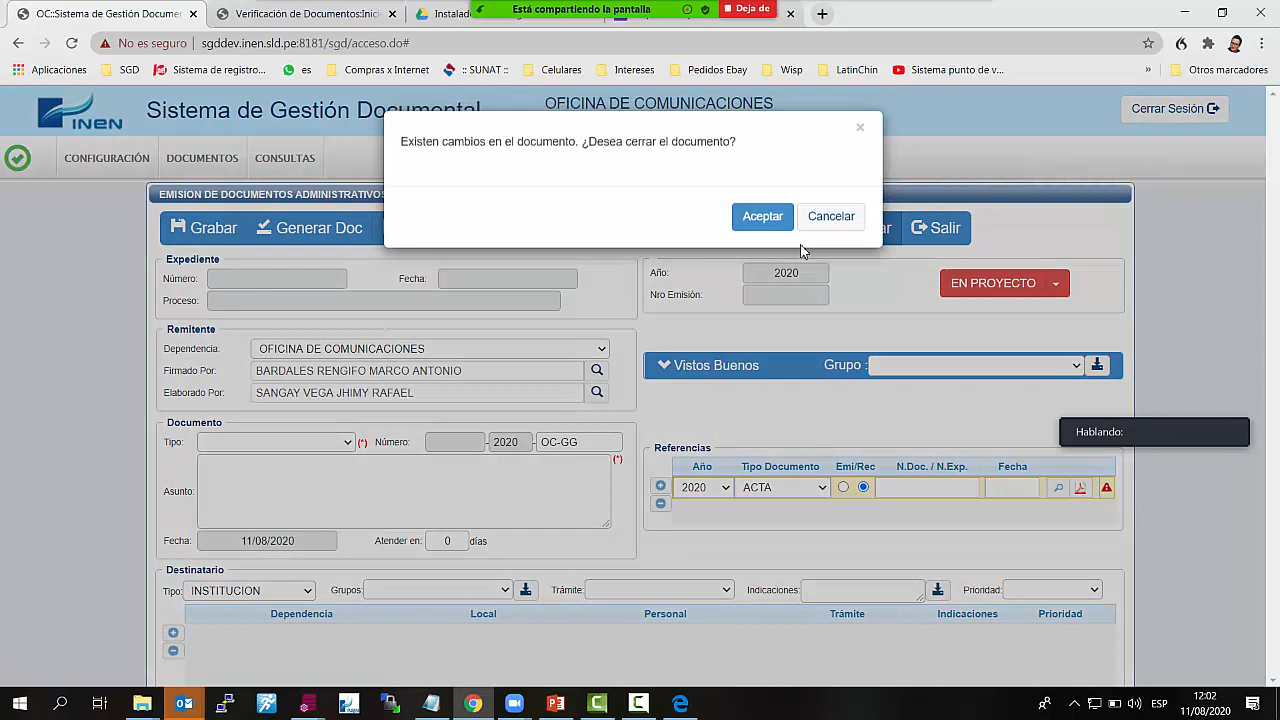 OC::Sistema de Gestión Documen
Verificación de Documentos:Inici
Instalado
Está compartiendo la pantalla
Deja de
No es seguro
sgddev.inen.sld.pe:8181/sgd/acceso.do#
Aplicaciones
SGD
Sistema de registro...
es
Compras x Internet
:: SUNAT ::
Celulares
Intereses
Pedidos Ebay
Wisp
LatinChin
Sistema punto de v...
»
Otros marcadores
INEN
Sistema de Gestión Documental
OFICINA DE COMUNICACIONES
Cerrar Sesión
CONFIGURACIÓN
DOCUMENTOS
CONSULTAS
Existen cambios en el documento. ¿Desea cerrar el documento?
×
Aceptar
Cancelar
EMISION DE DOCUMENTOS ADMINISTRATIVOS
Grabar
Generar Doc
ar
Salir
Expediente
Número:
Fecha:
Proceso:
Año:
2020
Nro Emisión:
EN PROYECTO
Remitente
Dependencia:
OFICINA DE COMUNICACIONES
Firmado Por:
BARDALES RENGIFO MARCO ANTONIO
Elaborado Por:
SANGAY VEGA JHIMY RAFAEL
Vistos Buenos
Grupo :
Hablando:
Documento
Tipo:
(*)
Número:
-
2020
-
OC-GG
Asunto:
(*)
Fecha:
11/08/2020
Atender en:
0
días
Referencias
Año
Tipo Documento
Emi/Rec
N.Doc. / N.Exp.
Fecha
2020
ACTA
Destinatario
Tipo:
INSTITUCION
Grupos:
Trámite:
Indicaciones:
Prioridad:
Dependencia
Local
Personal
Trámite
Indicaciones
Prioridad
ESP
12:02
11/08/2020